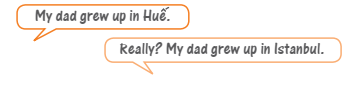 My dad grew up in Huế.
Really? My dad grew up in Istanbul.